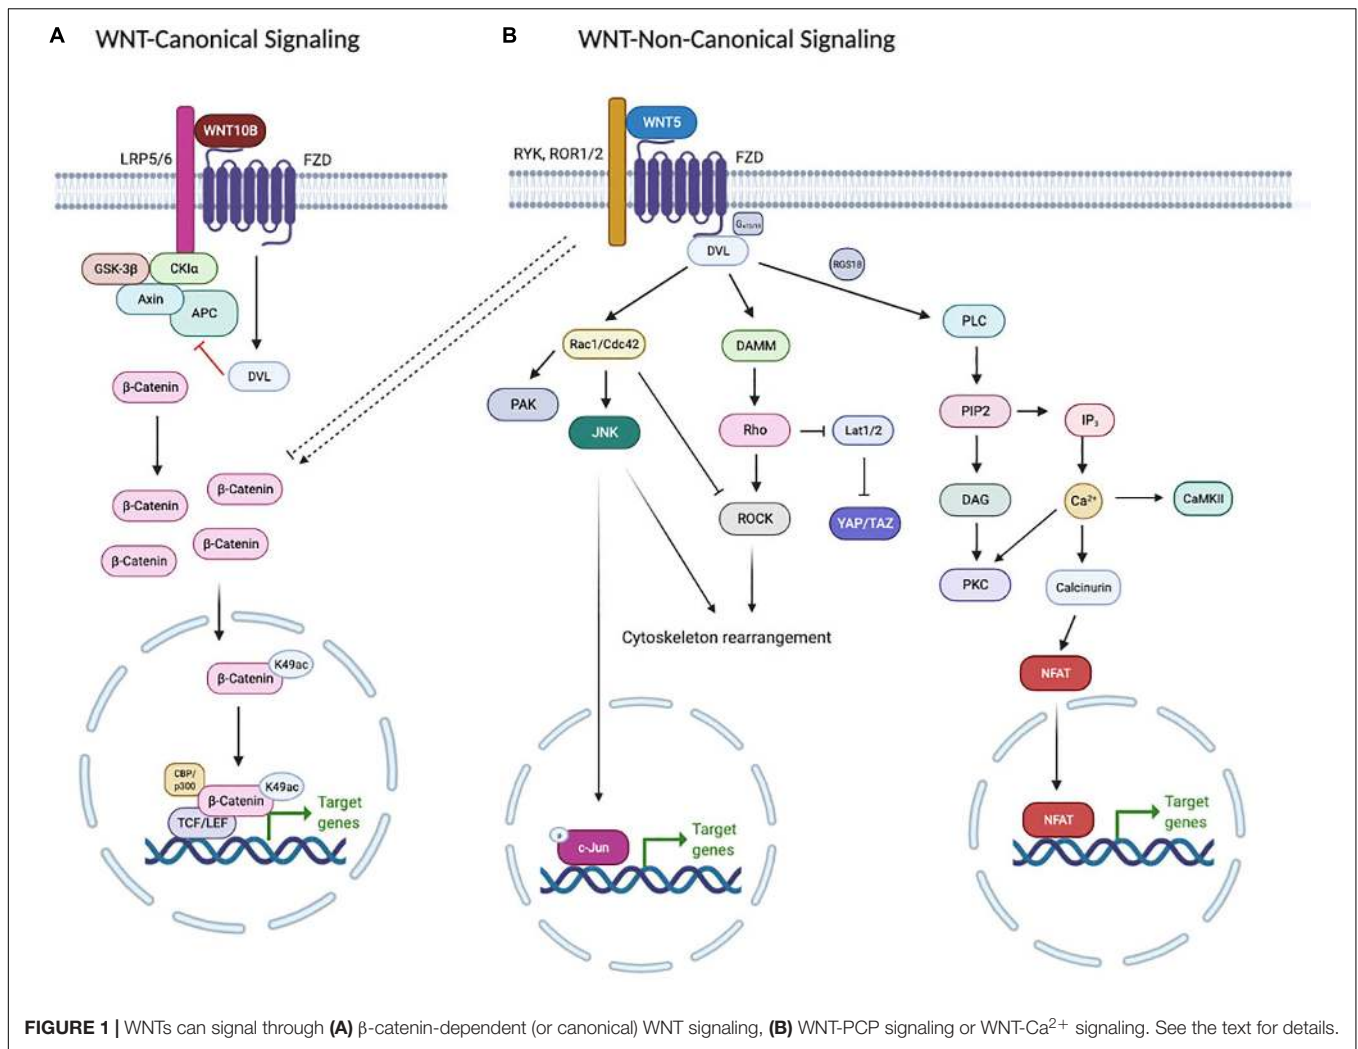 A WNT-Canonical Signaling
WNT10B
LRP5/6
FZD
GSK-3β
CKIα
Axin
APC
DVL
β-Catenin
β-Catenin
β-Catenin
β-Catenin
β-Catenin
β-Catenin
K49ac
CBP/
p300
β-Catenin
K49ac
TCF/LEF
Target
genes
B WNT-Non-Canonical Signaling
WNT5
RYK, ROR1/2
FZD
DVL
RGS18
Rac1/Cdc42
DAMM
PLC
PAK
JNK
Rho
Lat1/2
PIP2
IP₃
ROCK
YAP/TAZ
DAG
Ca²⁺
CaMKII
PKC
Calcinurin
Cytoskeleton rearrangement
NFAT
c-Jun
Target
genes
NFAT
Target
genes
FIGURE 1 | WNTs can signal through (A) β-catenin-dependent (or canonical) WNT signaling, (B) WNT-PCP signaling or WNT-Ca²⁺ signaling. See the text for details.